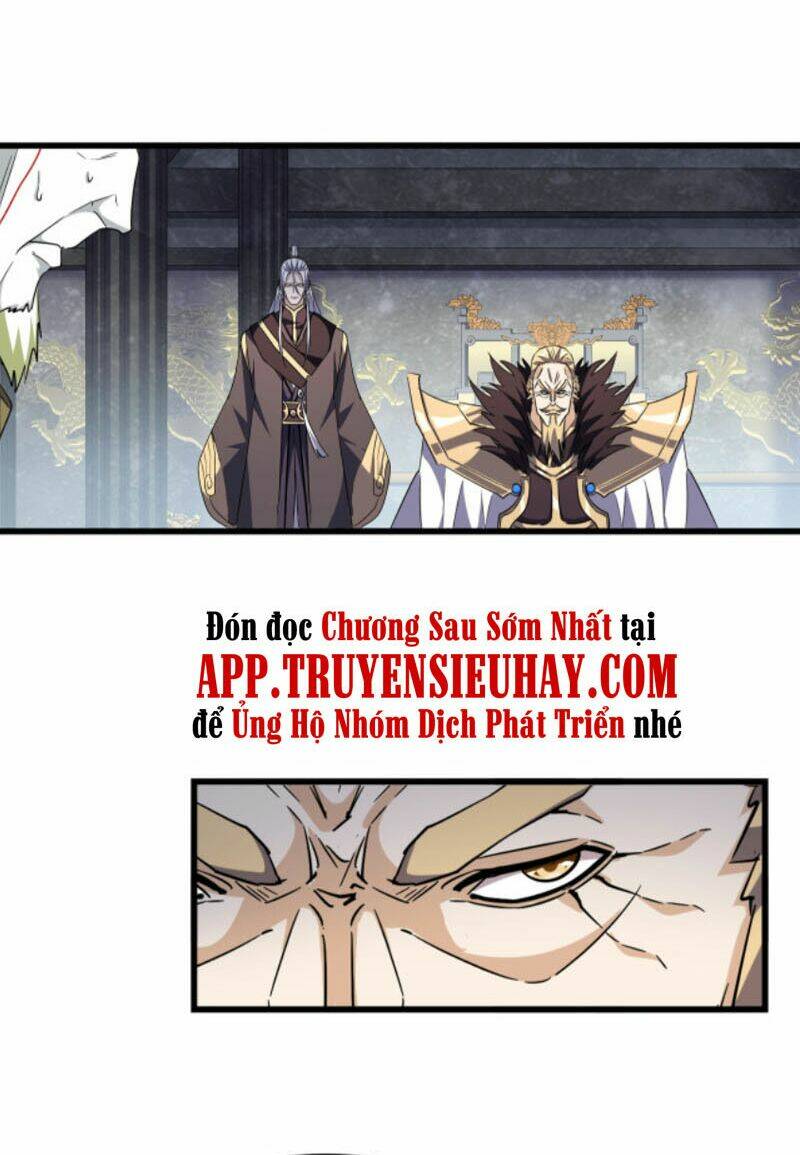 Đón đọc Chương Sau Sớm Nhất tại
APP.TRUYENSIEUHAY.COM
để Ủng Hộ Nhóm Dịch Phát Triển nhé